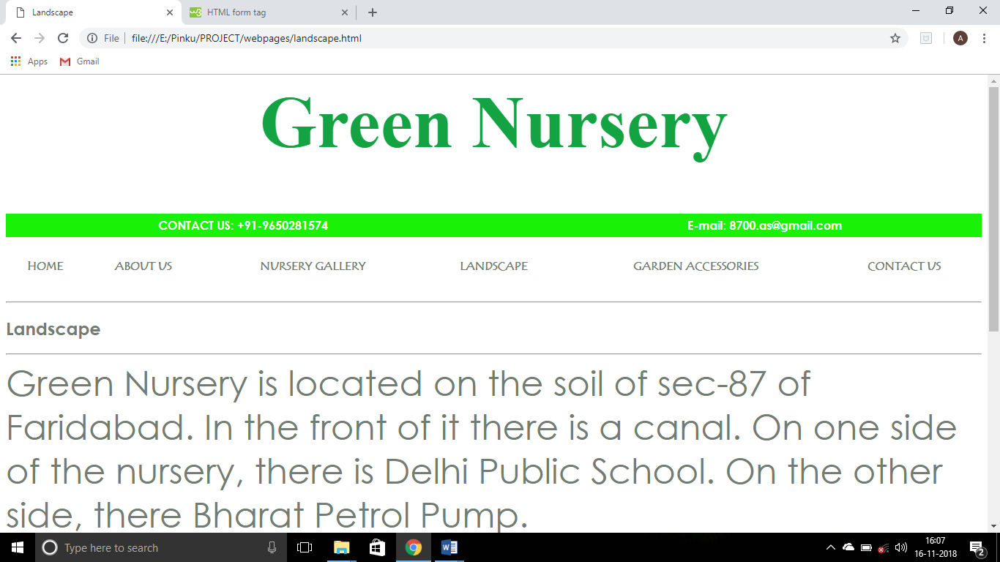 Landscape
HTML form tag
File file:///E:/Pinku/PROJECT/webpages/landscape.html
A
Apps Gmail
Green Nursery
CONTACT US: +91-9650281574 E-mail: 8700.as@gmail.com
HOME ABOUT US NURSERY GALLERY LANDSCAPE GARDEN ACCESSORIES CONTACT US
Landscape
Green Nursery is located on the soil of sec-87 of
Faridabad. In the front of it there is a canal. On one side
of the nursery, there is Delhi Public School. On the other
side, there Bharat Petrol Pump.
Type here to search
16:07
16-11-2018
2